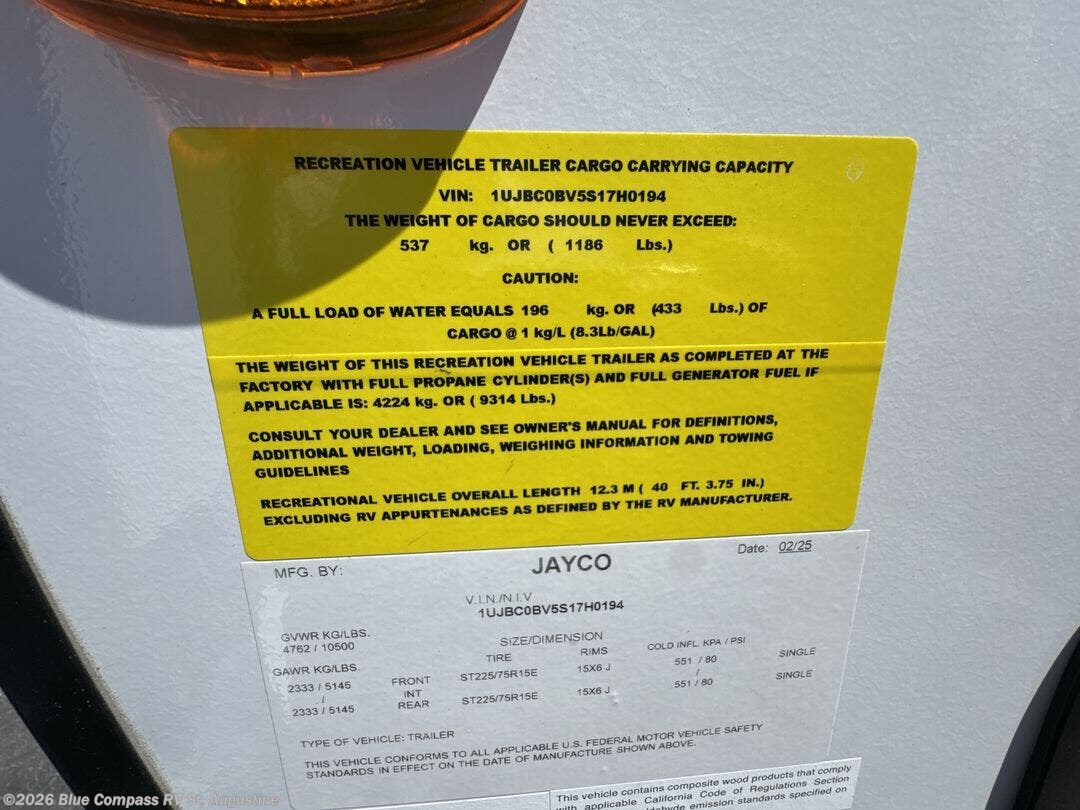 RECREATION VEHICLE TRAILER CARGO CARRYING CAPACITY
VIN: 1UJBC0BV5S17H0194
THE WEIGHT OF CARGO SHOULD NEVER EXCEED:
537 kg. OR ( 1186 Lbs.)
CAUTION:
A FULL LOAD OF WATER EQUALS 196 kg. OR (433 Lbs.) OF
CARGO @ 1 kg/L (8.3Lb/GAL)
THE WEIGHT OF THIS RECREATION VEHICLE TRAILER AS COMPLETED AT THE
FACTORY WITH FULL PROPANE CYLINDER(S) AND FULL GENERATOR FUEL IF
APPLICABLE IS: 4224 kg. OR ( 9314 Lbs.)
CONSULT YOUR DEALER AND SEE OWNER'S MANUAL FOR DEFINITIONS,
ADDITIONAL WEIGHT, LOADING, WEIGHING INFORMATION AND TOWING
GUIDELINES
RECREATIONAL VEHICLE OVERALL LENGTH 12.3 M ( 40 FT. 3.75 IN.)
EXCLUDING RV APPURTENANCES AS DEFINED BY THE RV MANUFACTURER.
MFG. BY: JAYCO Date: 02/25
V.I.N./N.I.V
1UJBC0BV5S17H0194
GVWR KG/LBS. SIZE/DIMENSION COLD INFL. KPA / PSI
4762 / 10500 TIRE RIMS
GAWR KG/LBS.
2333 / 5145 FRONT ST225/75R15E 15X6 J 551 / 80 SINGLE
/ INT
2333 / 5145 REAR ST225/75R15E 15X6 J 551 / 80 SINGLE
TYPE OF VEHICLE: TRAILER
THIS VEHICLE CONFORMS TO ALL APPLICABLE U.S. FEDERAL MOTOR VEHICLE SAFETY
STANDARDS IN EFFECT ON THE DATE OF MANUFACTURE SHOWN ABOVE.
This vehicle contains composite wood products that comply
with applicable California Code of Regulations Section
emission standards specified on
©2026 Blue Compass RV St. Augustine